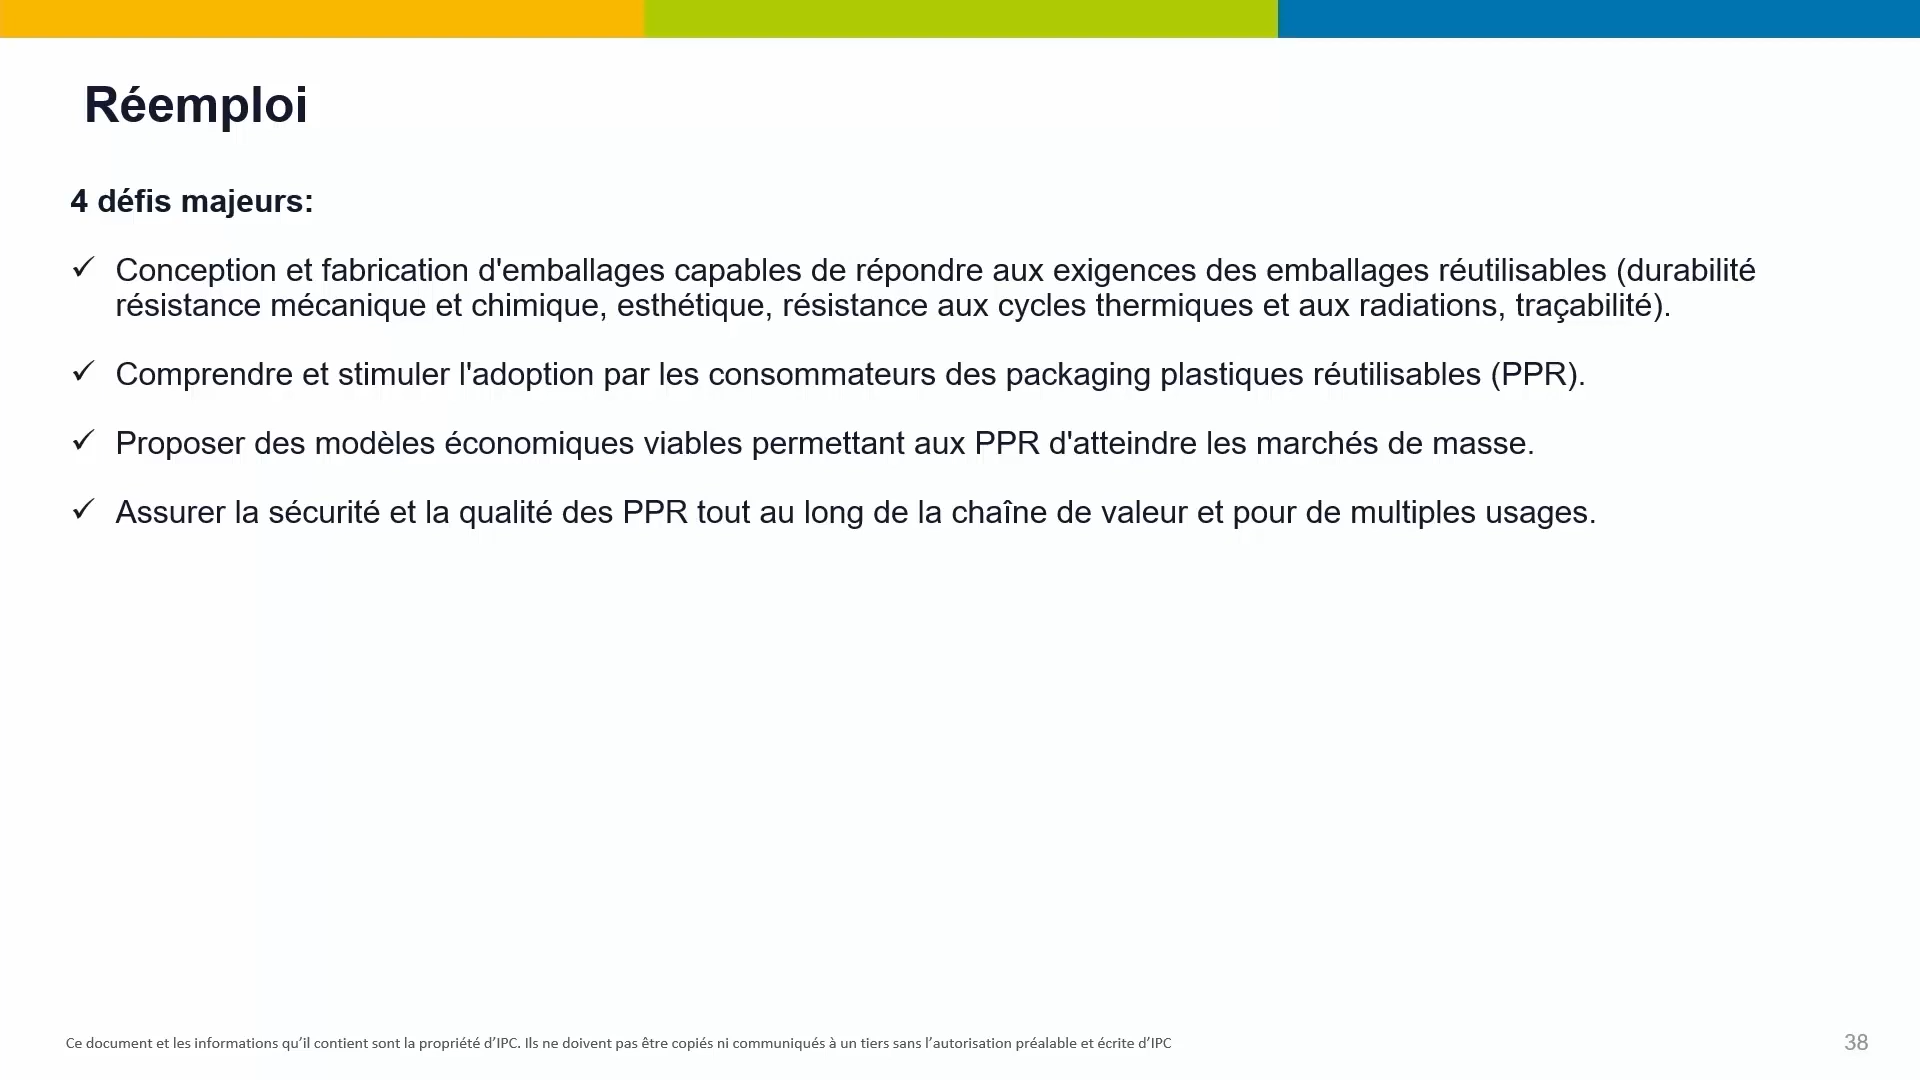 Réemploi
4 défis majeurs:
✓ Conception et fabrication d'emballages capables de répondre aux exigences des emballages réutilisables (durabilité
résistance mécanique et chimique, esthétique, résistance aux cycles thermiques et aux radiations, traçabilité).
✓ Comprendre et stimuler l'adoption par les consommateurs des packaging plastiques réutilisables (PPR).
✓ Proposer des modèles économiques viables permettant aux PPR d'atteindre les marchés de masse.
✓ Assurer la sécurité et la qualité des PPR tout au long de la chaîne de valeur et pour de multiples usages.
Ce document et les informations qu’il contient sont la propriété d’IPC. Ils ne doivent pas être copiés ni communiqués à un tiers sans l’autorisation préalable et écrite d’IPC
38